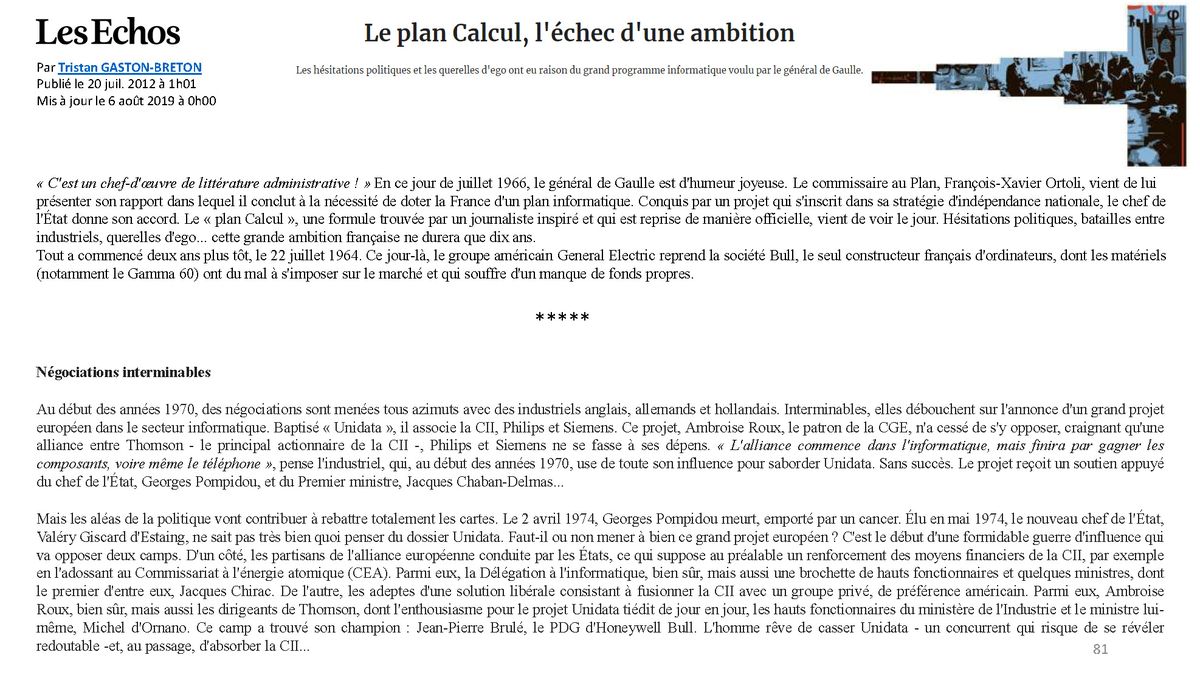 LesEchos
Le plan Calcul, l'échec d'une ambition
Par Tristan GASTON-BRETON
Publié le 20 juil. 2012 à 1h01
Mis à jour le 6 août 2019 à 0h00
Les hésitations politiques et les querelles d'ego ont eu raison du grand programme informatique voulu par le général de Gaulle.
« C'est un chef-d'œuvre de littérature administrative ! » En ce jour de juillet 1966, le général de Gaulle est d'humeur joyeuse. Le commissaire au Plan, François-Xavier Ortoli, vient de lui
présenter son rapport dans lequel il conclut à la nécessité de doter la France d'un plan informatique. Conquis par un projet qui s'inscrit dans sa stratégie d'indépendance nationale, le chef de
l'État donne son accord. Le « plan Calcul », une formule trouvée par un journaliste inspiré et qui est reprise de manière officielle, vient de voir le jour. Hésitations politiques, batailles entre
industriels, querelles d'ego... cette grande ambition française ne durera que dix ans.
Tout a commencé deux ans plus tôt, le 22 juillet 1964. Ce jour-là, le groupe américain General Electric reprend la société Bull, le seul constructeur français d'ordinateurs, dont les matériels
(notamment le Gamma 60) ont du mal à s'imposer sur le marché et qui souffre d'un manque de fonds propres.
*****
Négociations interminables
Au début des années 1970, des négociations sont menées tous azimuts avec des industriels anglais, allemands et hollandais. Interminables, elles débouchent sur l'annonce d'un grand projet
européen dans le secteur informatique. Baptisé « Unidata », il associe la CII, Philips et Siemens. Ce projet, Ambroise Roux, le patron de la CGE, n'a cessé de s'y opposer, craignant qu'une
alliance entre Thomson - le principal actionnaire de la CII -, Philips et Siemens ne se fasse à ses dépens. « L'alliance commence dans l'informatique, mais finira par gagner les
composants, voire même le téléphone », pense l'industriel, qui, au début des années 1970, use de toute son influence pour saborder Unidata. Sans succès. Le projet reçoit un soutien appuyé
du chef de l'État, Georges Pompidou, et du Premier ministre, Jacques Chaban-Delmas...
Mais les aléas de la politique vont contribuer à rebattre totalement les cartes. Le 2 avril 1974, Georges Pompidou meurt, emporté par un cancer. Élu en mai 1974, le nouveau chef de l'État,
Valéry Giscard d'Estaing, ne sait pas très bien quoi penser du dossier Unidata. Faut-il ou non mener à bien ce grand projet européen ? C'est le début d'une formidable guerre d'influence qui
va opposer deux camps. D'un côté, les partisans de l'alliance européenne conduite par les États, ce qui suppose au préalable un renforcement des moyens financiers de la CII, par exemple
en l'adossant au Commissariat à l'énergie atomique (CEA). Parmi eux, la Délégation à l'informatique, bien sûr, mais aussi une brochette de hauts fonctionnaires et quelques ministres, dont
le premier d'entre eux, Jacques Chirac. De l'autre, les adeptes d'une solution libérale consistant à fusionner la CII avec un groupe privé, de préférence américain. Parmi eux, Ambroise
Roux, bien sûr, mais aussi les dirigeants de Thomson, dont l'enthousiasme pour le projet Unidata tiédit de jour en jour, les hauts fonctionnaires du ministère de l'Industrie et le ministre lui-
même, Michel d'Ornano. Ce camp a trouvé son champion : Jean-Pierre Brulé, le PDG d'Honeywell Bull. L'homme rêve de casser Unidata - un concurrent qui risque de se révéler
redoutable -et, au passage, d'absorber la CII...
81